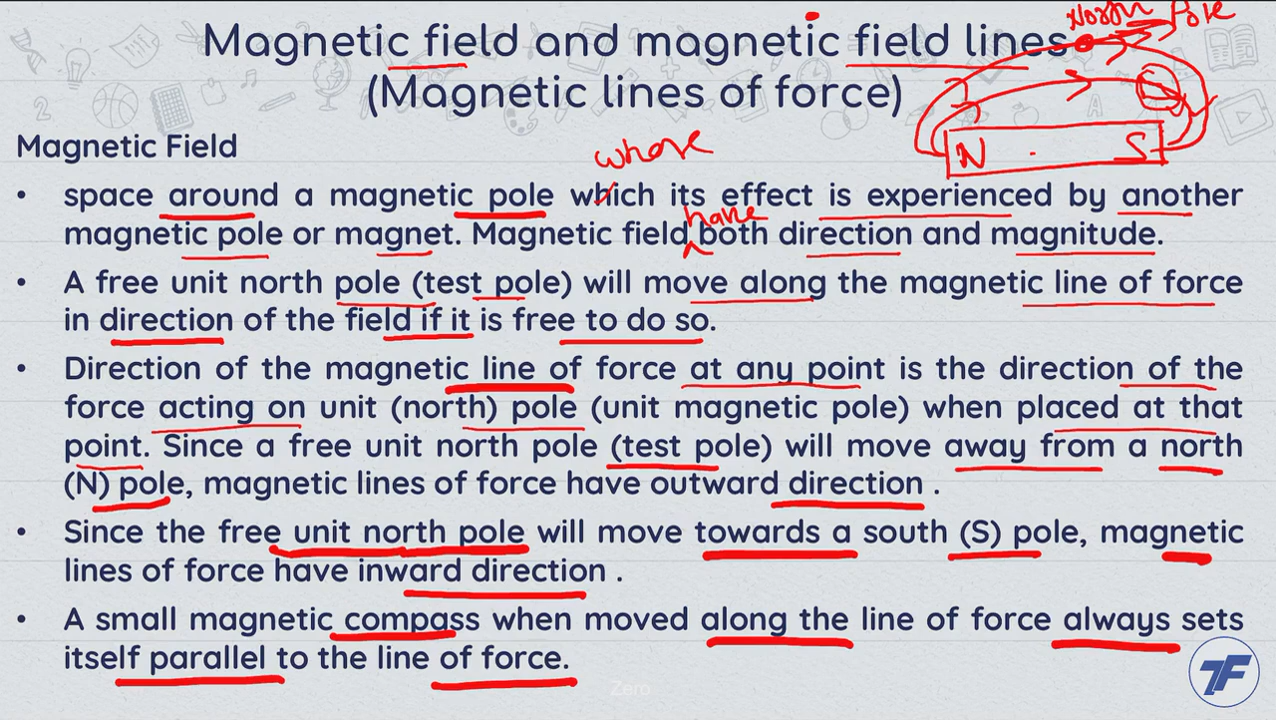 Magnetic field and magnetic field lines
North Pole
(Magnetic lines of force)
N S
Magnetic Field
whose
• space around a magnetic pole which its effect is experienced by another
have
magnetic pole or magnet. Magnetic field both direction and magnitude.
• A free unit north pole (test pole) will move along the magnetic line of force
in direction of the field if it is free to do so.
• Direction of the magnetic line of force at any point is the direction of the
force acting on unit (north) pole (unit magnetic pole) when placed at that
point. Since a free unit north pole (test pole) will move away from a north
(N) pole, magnetic lines of force have outward direction .
• Since the free unit north pole will move towards a south (S) pole, magnetic
lines of force have inward direction .
• A small magnetic compass when moved along the line of force always sets
itself parallel to the line of force.
Zero